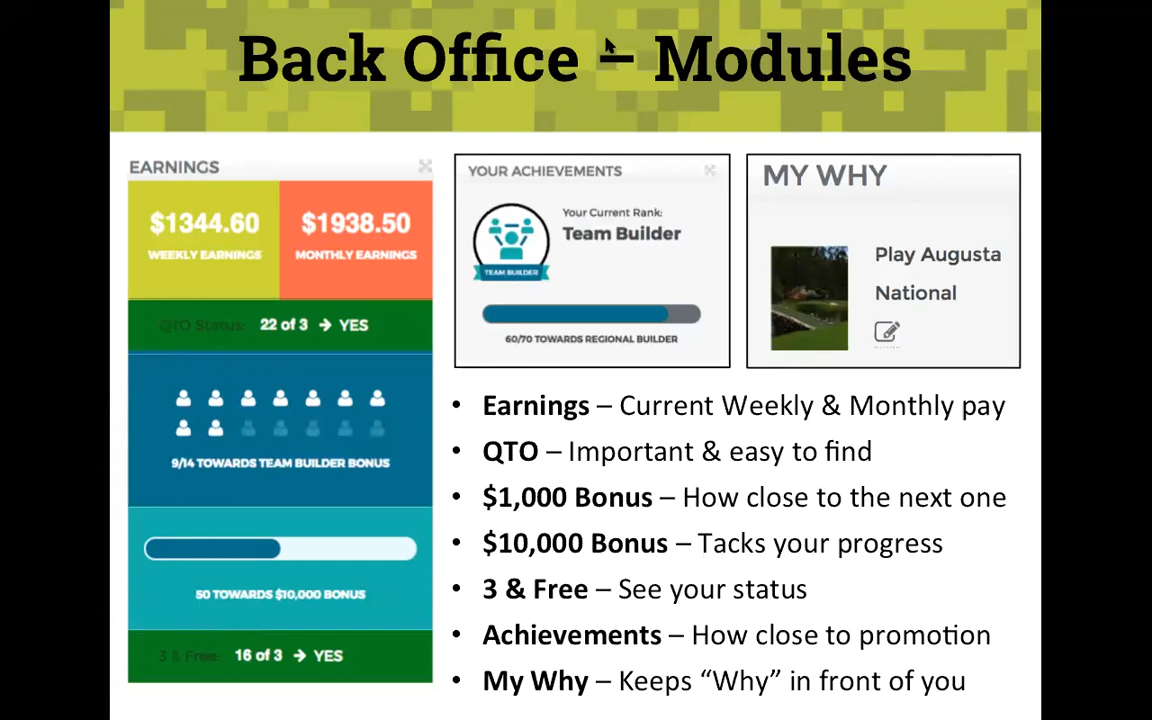 Back Office – Modules
EARNINGS
$1344.60
WEEKLY EARNINGS
$1938.50
MONTHLY EARNINGS
QTO Status: 22 of 3 → YES
9/14 TOWARDS TEAM BUILDER BONUS
50 TOWARDS $10,000 BONUS
3 & Free: 16 of 3 → YES
YOUR ACHIEVEMENTS
Your Current Rank:
Team Builder
TEAM BUILDER
60/70 TOWARDS REGIONAL BUILDER
MY WHY
Play Augusta
National
• Earnings – Current Weekly & Monthly pay
• QTO – Important & easy to find
• $1,000 Bonus – How close to the next one
• $10,000 Bonus – Tacks your progress
• 3 & Free – See your status
• Achievements – How close to promotion
• My Why – Keeps “Why” in front of you